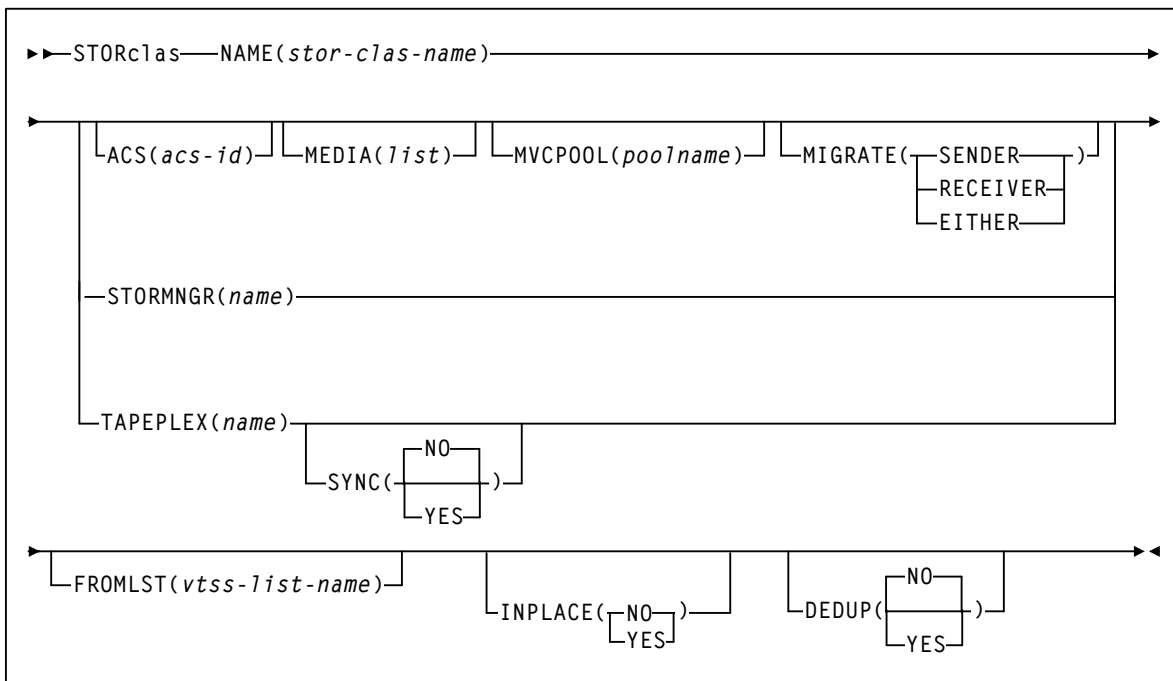 STORclas NAME(stor-clas-name)
ACS(acs-id) MEDIA(list) MVCPOOL(poolname) MIGRATE( SENDER )
RECEIVER
EITHER
STORMNGR(name)
TAPEPLEX(name)
NO
SYNC( )
YES
FROMLST(vtss-list-name) INPLACE( NO ) DEDUP( NO )
YES YES